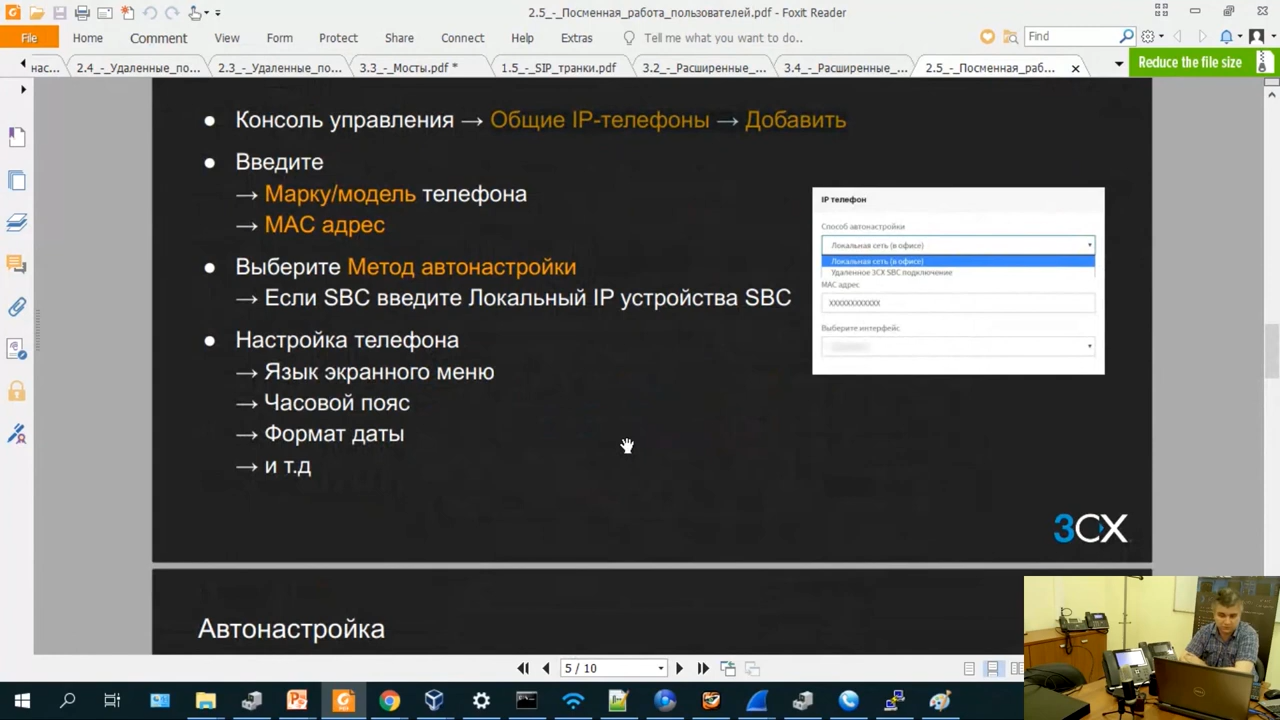 2.5_-_Посменная_работа_пользователей.pdf - Foxit Reader
File Home Comment View Form Protect Share Connect Help Extras Tell me what you want to do.. Find
нас... 2.4_-_Удаленные_по... 2.3_-_Удаленные_по... 3.3_-_Мосты.pdf * 1.5_-_SIP_транки.pdf 3.2_-_Расширенные_... 3.4_-_Расширенные_... 2.5_-_Посменная_раб... Reduce the file size
● Консоль управления → Общие IP-телефоны → Добавить
● Введите
→ Марку/модель телефона
→ MAC адрес
● Выберите Метод автонастройки
→ Если SBC введите Локальный IP устройства SBC
● Настройка телефона
→ Язык экранного меню
→ Часовой пояс
→ Формат даты
→ и т.д
IP телефон
Способ автонастройки
Локальная сеть (в офисе)
Локальная сеть (в офисе)
Удаленное 3CX SBC подключение
MAC адрес
XXXXXXXXXXXX
Выберите интерфейс
3CX
Автонастройка
5 / 10